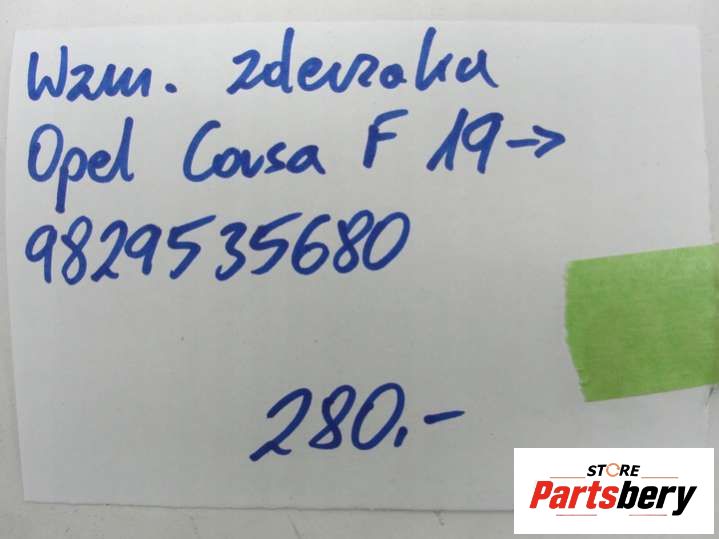 Wzm. zderzaka
Opel Corsa F 19->
9829535680
280,-
STORE
Partsbery